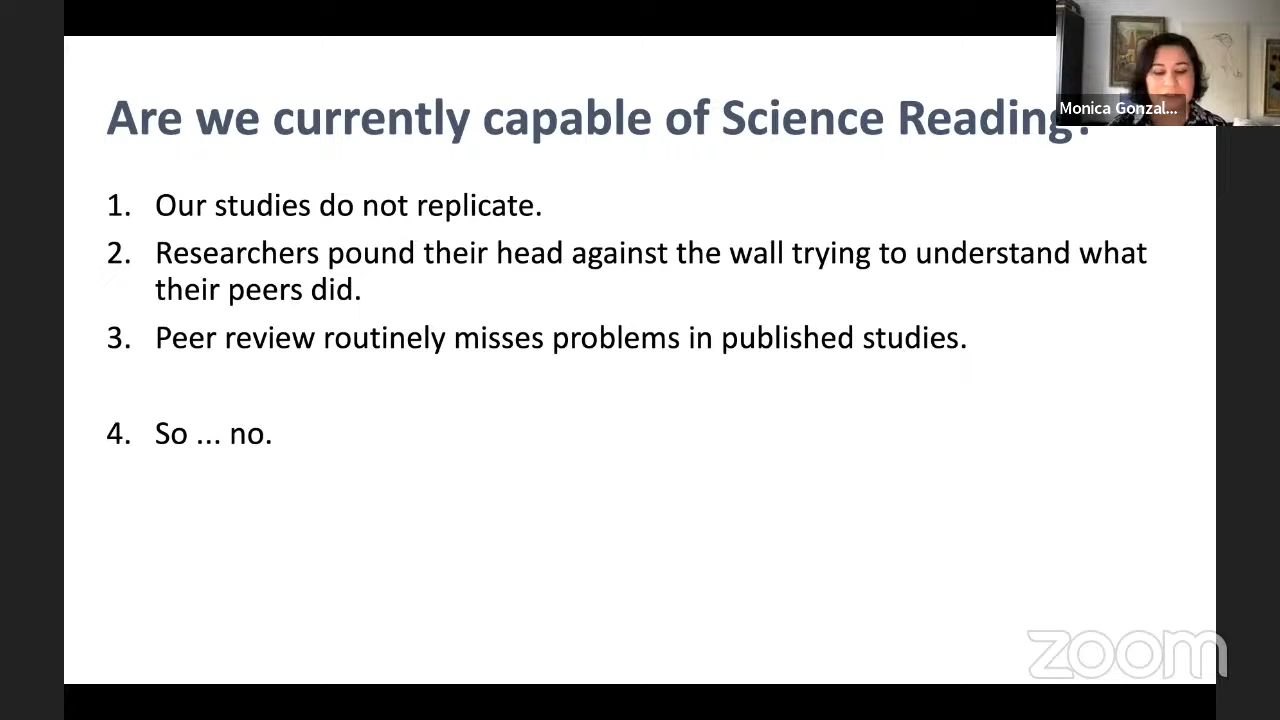 Are we currently capable of Science Reading?
Monica Gonzal...
1. Our studies do not replicate.
2. Researchers pound their head against the wall trying to understand what
their peers did.
3. Peer review routinely misses problems in published studies.
4. So ... no.
zoom